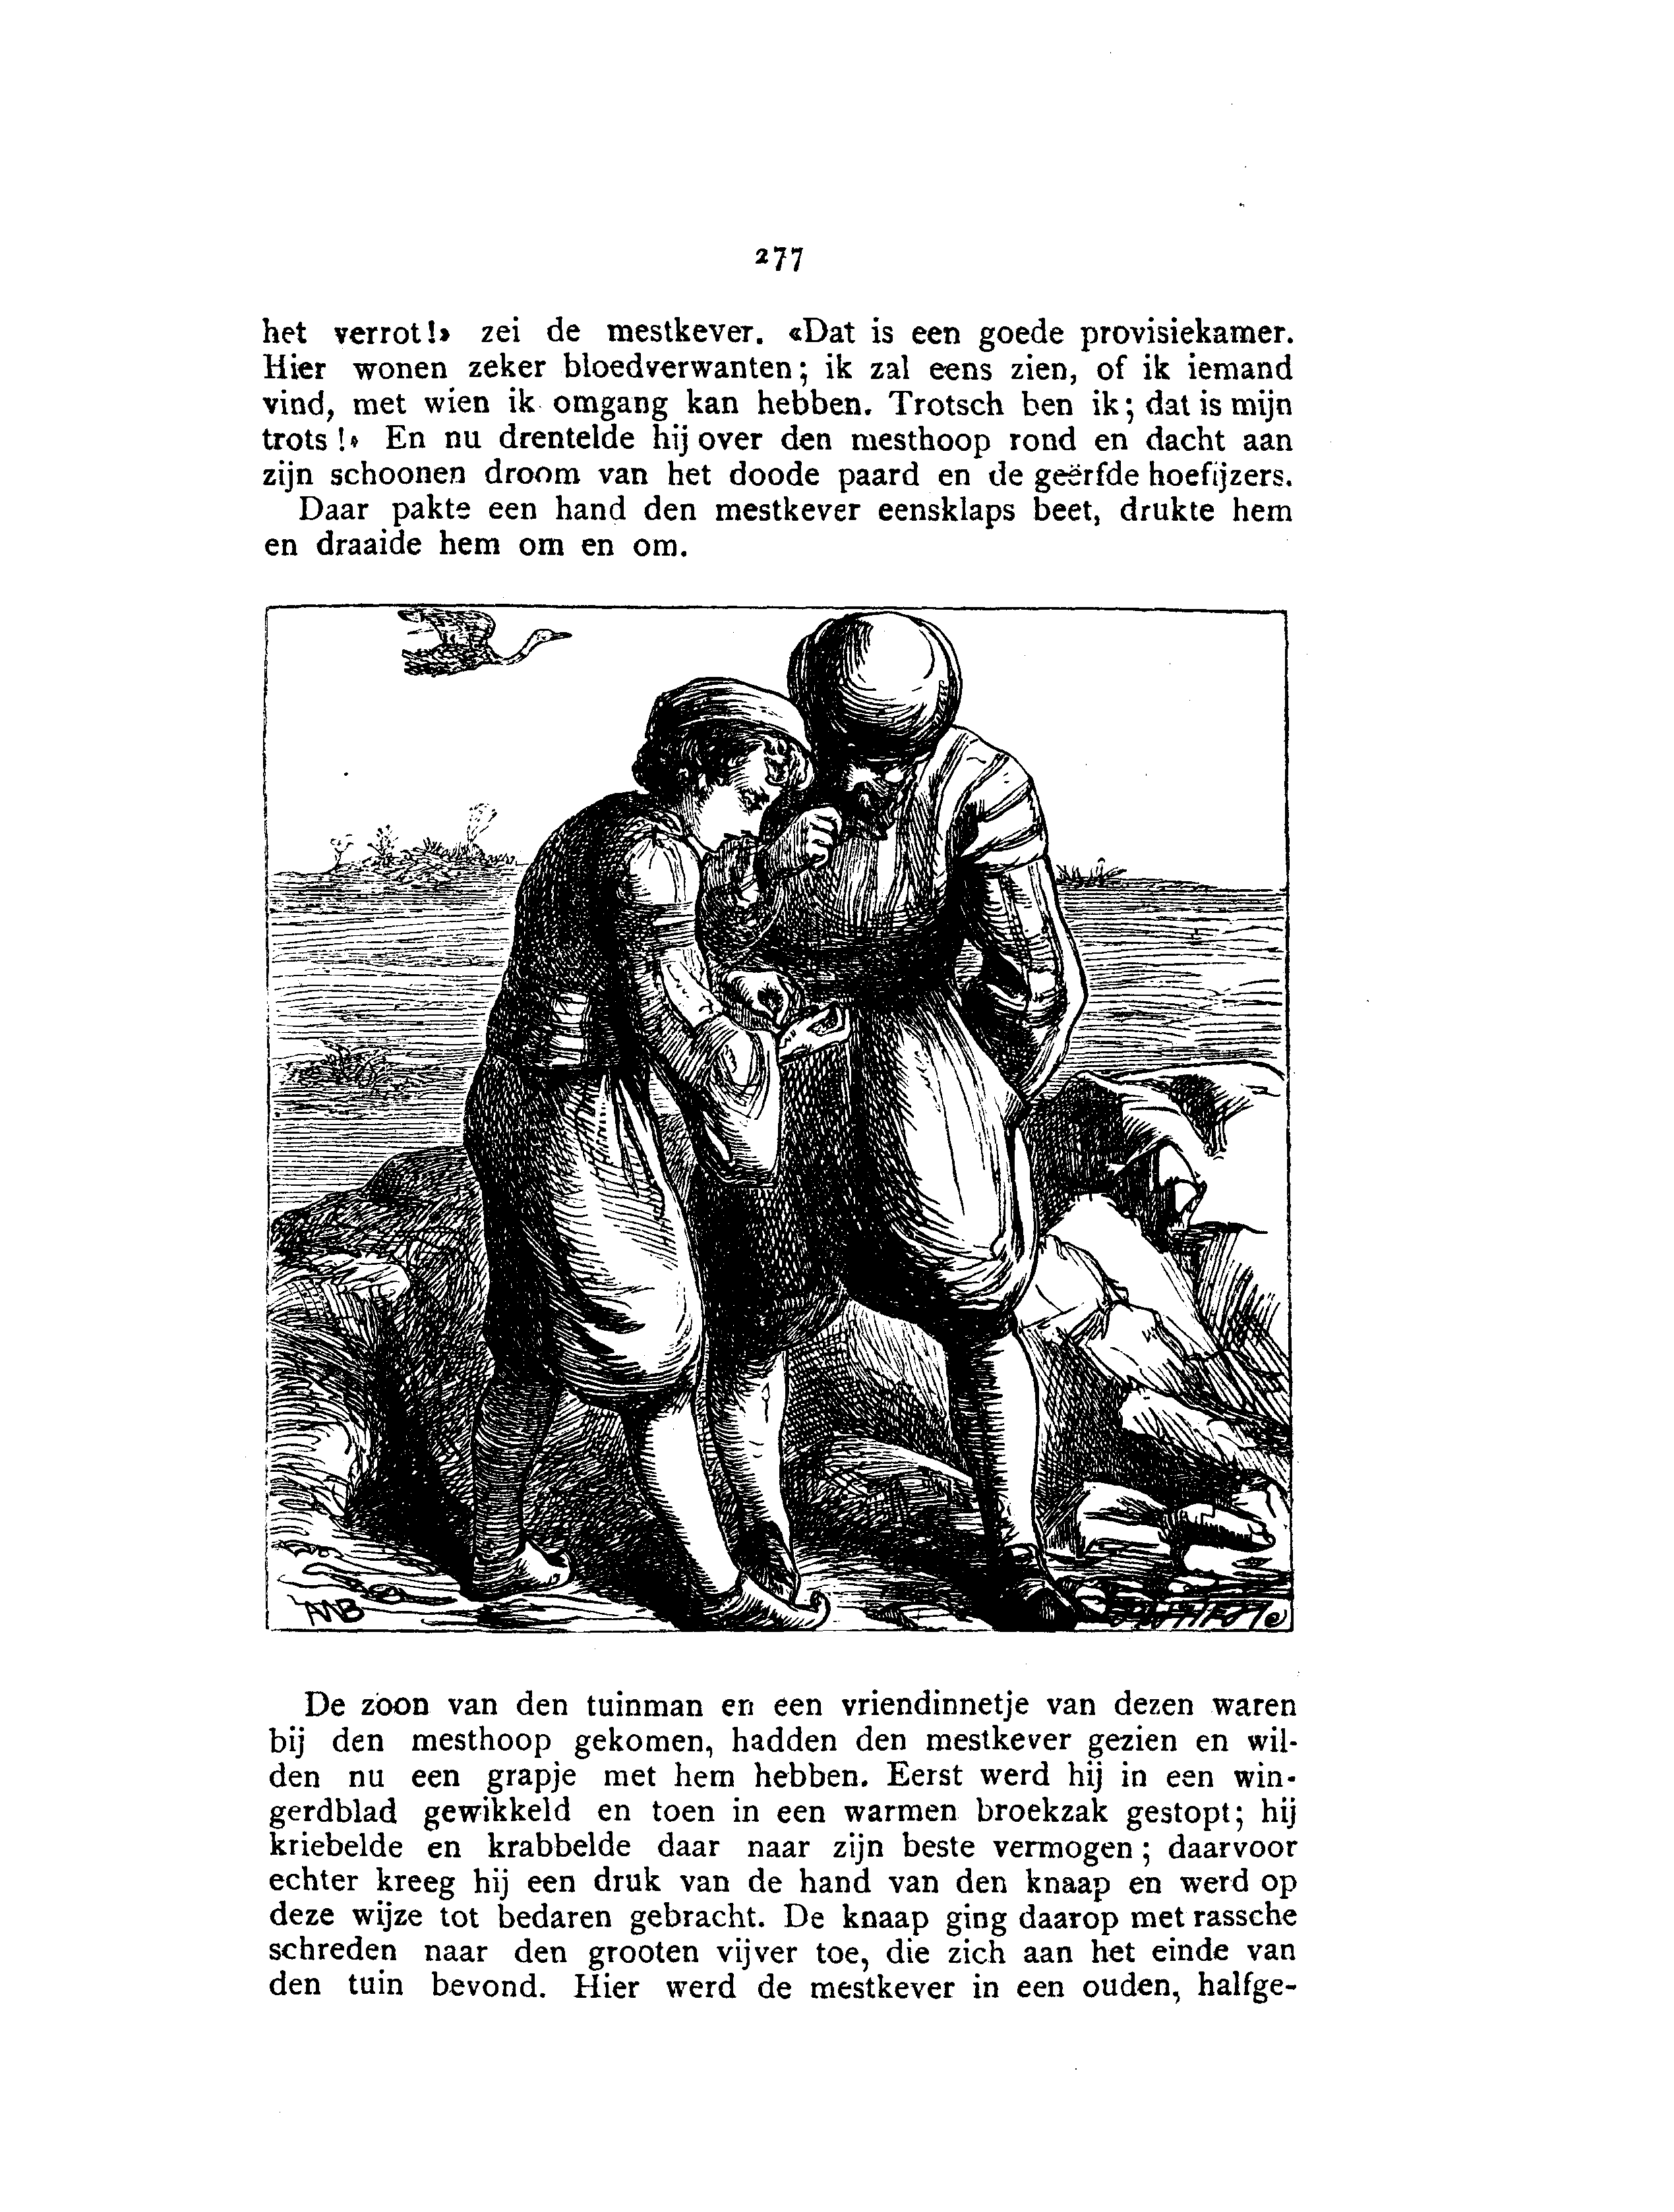 277
het verrot!» zei de mestkever. «Dat is een goede provisiekamer.
Hier wonen zeker bloedverwanten; ik zal eens zien, of ik iemand
vind, met wien ik omgang kan hebben. Trotsch ben ik; dat is mijn
trots!» En nu drentelde hij over den mesthoop rond en dacht aan
zijn schoonen droom van het doode paard en de geërfde hoefijzers.
Daar pakte een hand den mestkever eensklaps beet, drukte hem
en draaide hem om en om.
De zoon van den tuinman en een vriendinnetje van dezen waren
bij den mesthoop gekomen, hadden den mestkever gezien en wil-
den nu een grapje met hem hebben. Eerst werd hij in een win-
gerdblad gewikkeld en toen in een warmen broekzak gestopt; hij
kriebelde en krabbelde daar naar zijn beste vermogen; daarvoor
echter kreeg hij een druk van de hand van den knaap en werd op
deze wijze tot bedaren gebracht. De knaap ging daarop met rassche
schreden naar den grooten vijver toe, die zich aan het einde van
den tuin bevond. Hier werd de mestkever in een ouden, halfge-